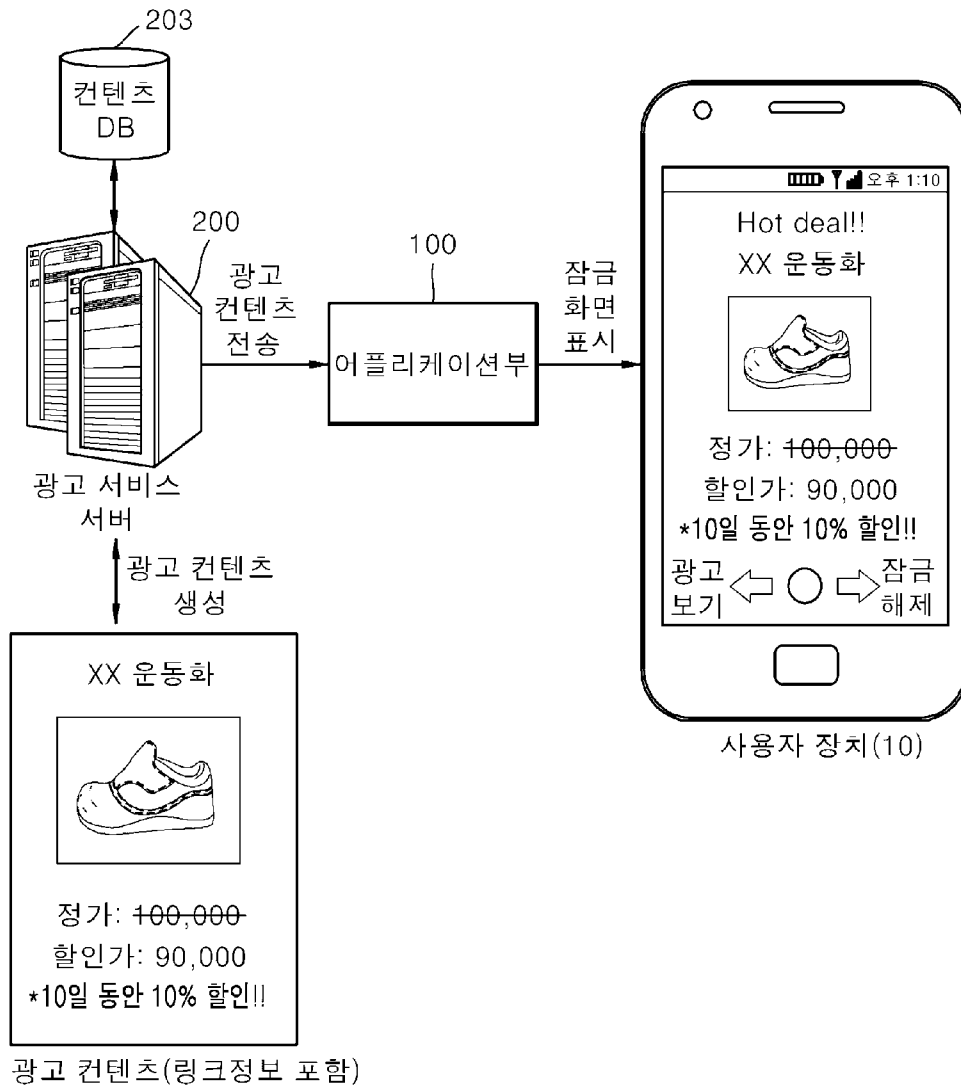 203
컨텐츠
DB
200
광고
컨텐츠
전송
100
어플리케이션부
잠금
화면
표시
오후 1:10
Hot deal!!
XX 운동화
정가: 100,000
할인가: 90,000
*10일 동안 10% 할인!!
광고
보기
잠금
해제
사용자 장치(10)
광고 서비스
서버
광고 컨텐츠
생성
XX 운동화
정가: 100,000
할인가: 90,000
*10일 동안 10% 할인!!
광고 컨텐츠(링크정보 포함)